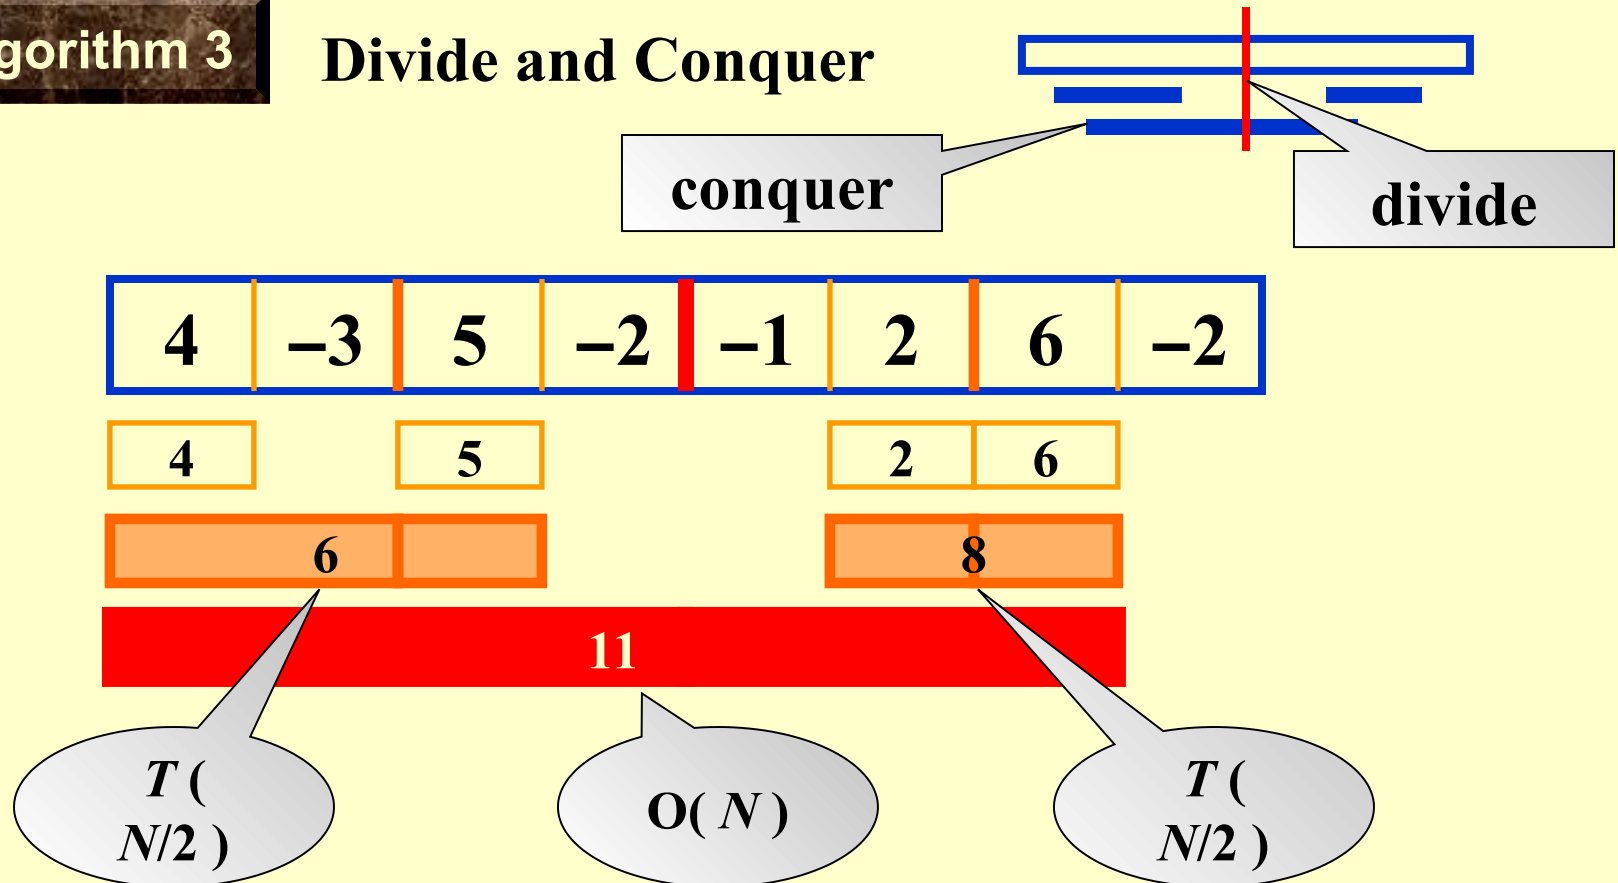 gorithm 3
Divide and Conquer
conquer
divide
4 –3 5 –2 –1 2 6 –2
4 5 2 6
6 8
11
T (
N/2 )
O( N )
T (
N/2 )